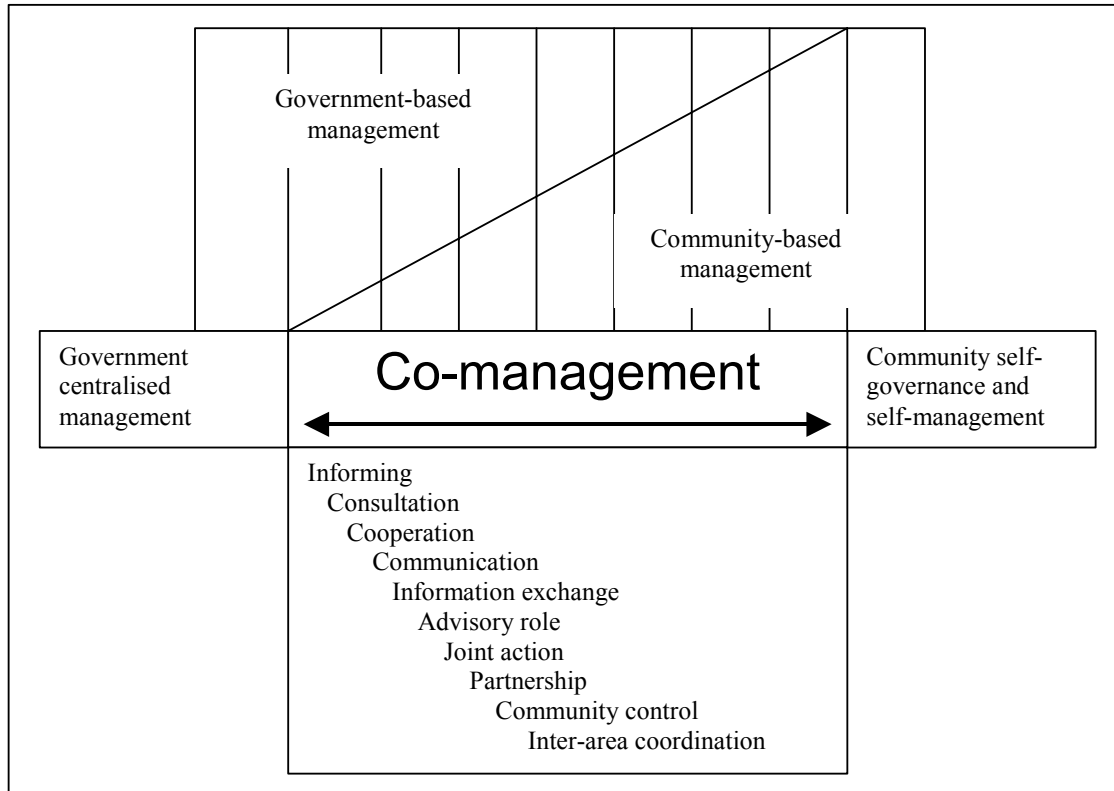 Government-based
management
Community-based
management
Government
centralised
management
Co-management
Community self-
governance and
self-management
Informing
Consultation
Cooperation
Communication
Information exchange
Advisory role
Joint action
Partnership
Community control
Inter-area coordination